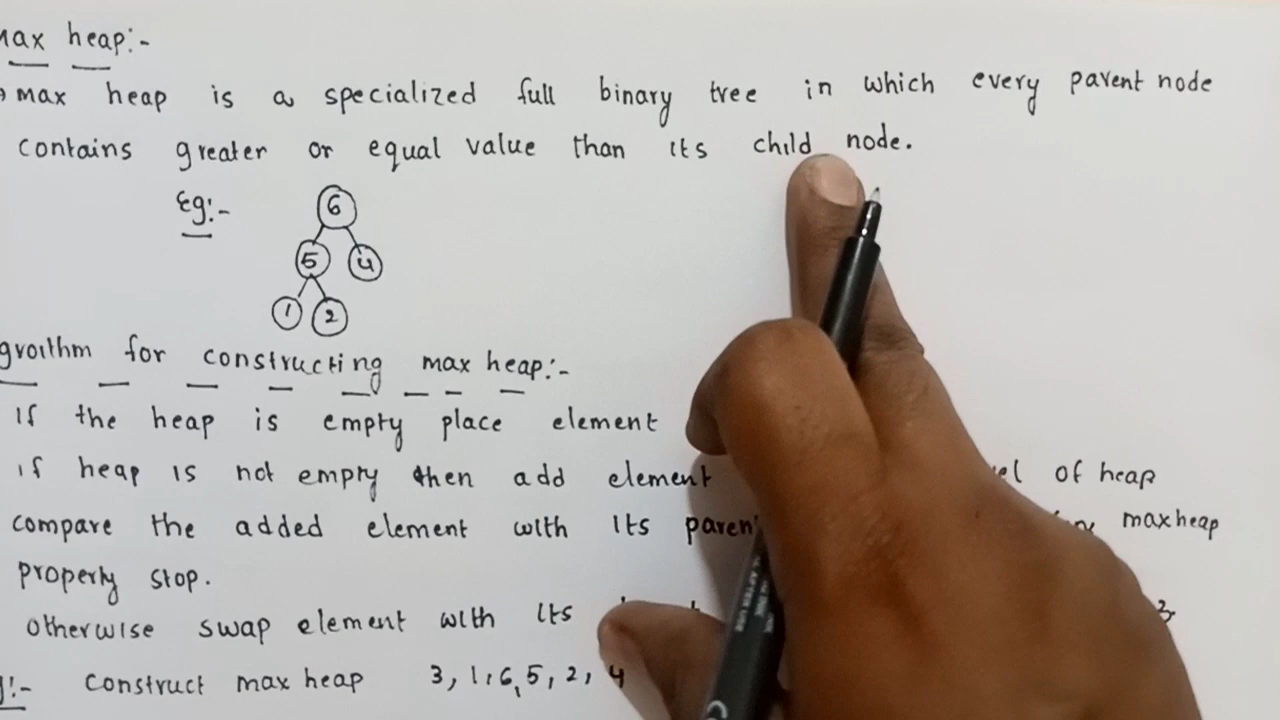 max heap:-
max heap is a specialized full binary tree in which every parent node
contains greater or equal value than its child node.
Eg:-
6
5 4
1 2
for constructing max heap:-
If the heap is empty place element
if heap is not empty then add element of heap
compare the added element with its maxheap
property stop.
otherwise swap element with its
construct max heap 3, 1, 6, 5, 2, 4